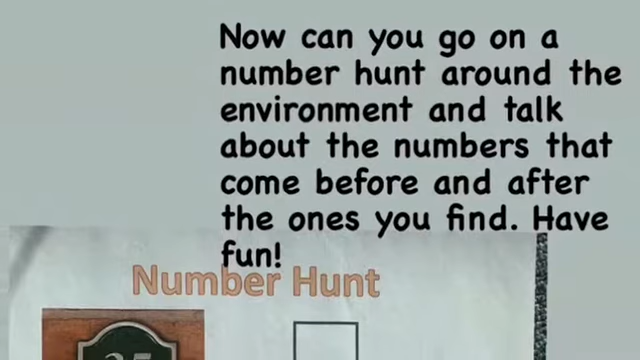 Now can you go on a
number hunt around the
environment and talk
about the numbers that
come before and after
the ones you find. Have
fun!
Number Hunt